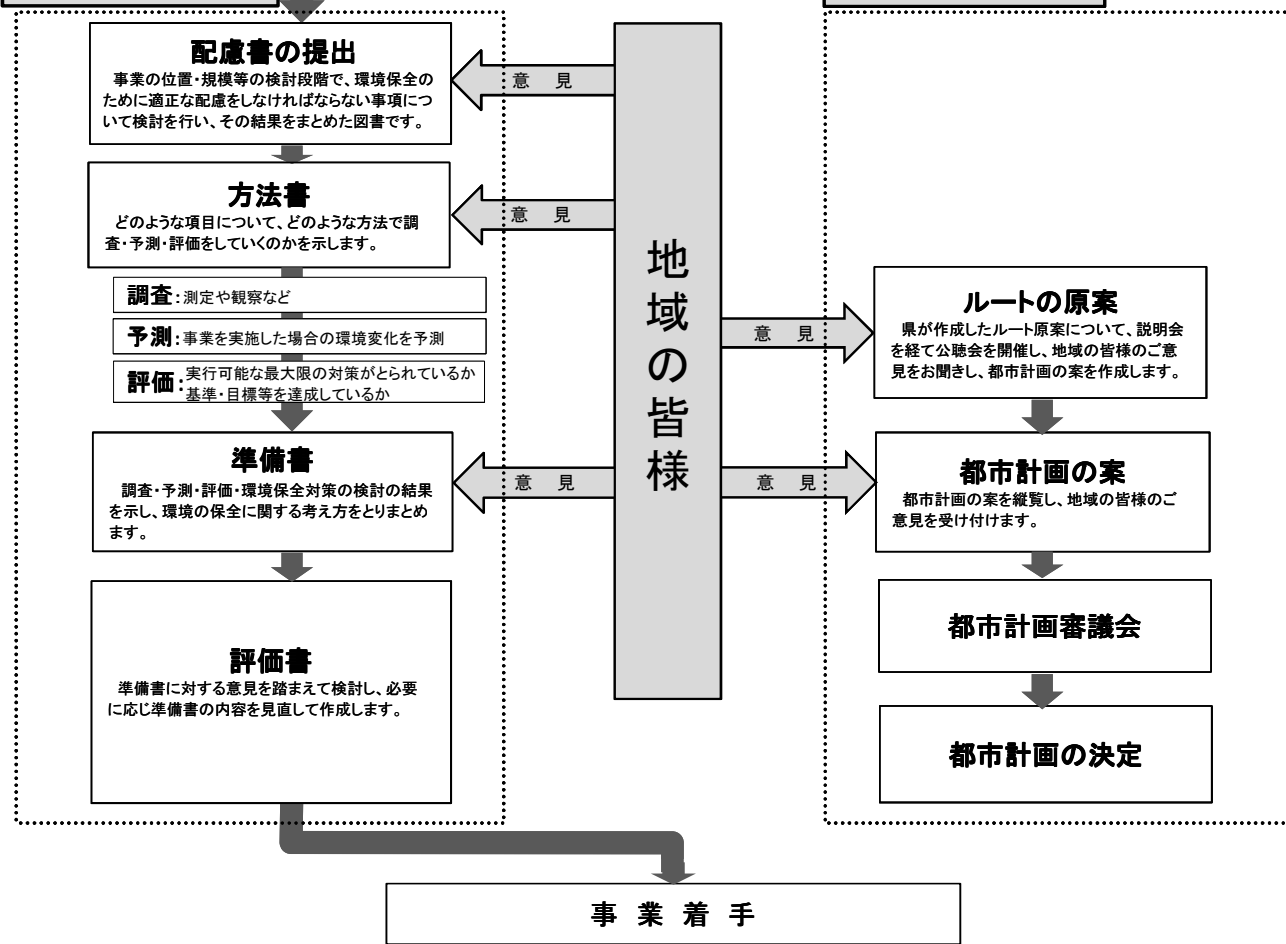 配慮書の提出
事業の位置・規模等の検討段階で、環境保全の
ために適正な配慮をしなければならない事項につ
いて検討を行い、その結果をまとめた図書です。
意 見
方法書
どのような項目について、どのような方法で調
査・予測・評価をしていくのかを示します。
意 見
調査:測定や観察など
予測:事業を実施した場合の環境変化を予測
評価:実行可能な最大限の対策がとられているか
基準・目標等を達成しているか
準備書
調査・予測・評価・環境保全対策の検討の結果
を示し、環境の保全に関する考え方をとりまとめ
ます。
意 見
評価書
準備書に対する意見を踏まえて検討し、必要
に応じ準備書の内容を見直して作成します。
地域の皆様
意 見
ルートの原案
県が作成したルート原案について、説明会
を経て公聴会を開催し、地域の皆様のご意
見をお聞きし、都市計画の案を作成します。
意 見
都市計画の案
都市計画の案を縦覧し、地域の皆様のご
意見を受け付けます。
都市計画審議会
都市計画の決定
事 業 着 手